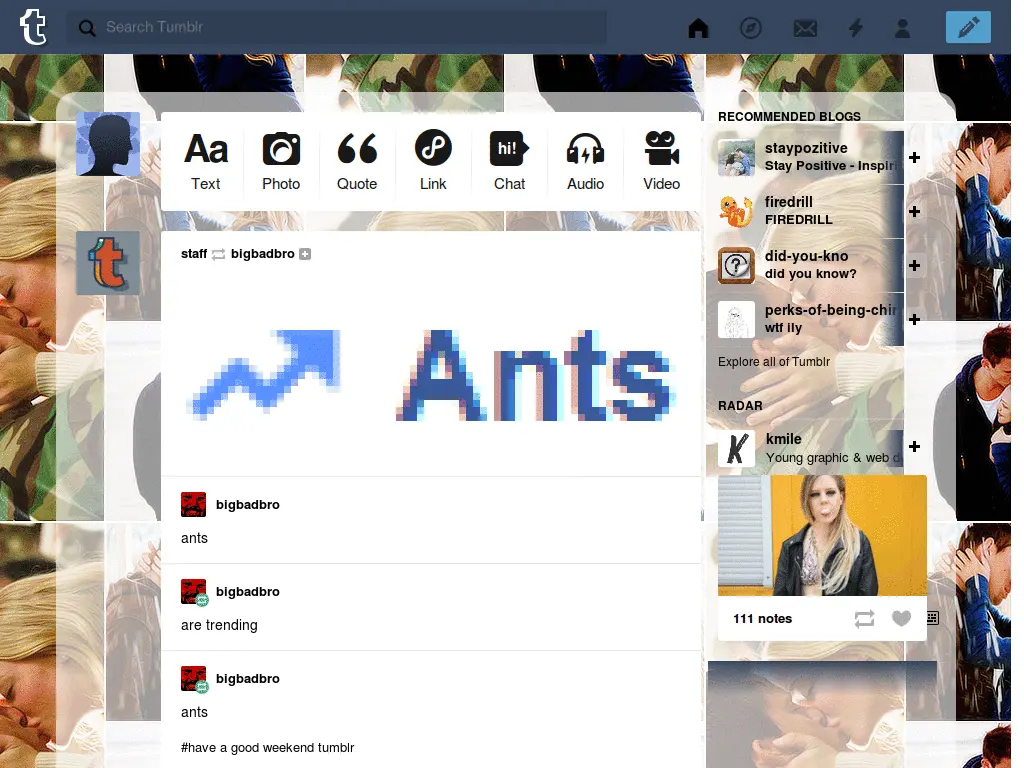 t
Search Tumblr
Aa
Text
Photo
Quote
Link
hi!
Chat
Audio
Video
staff bigbadbro
t
Ants
bigbadbro
ants
bigbadbro
are trending
bigbadbro
ants
#have a good weekend tumblr
RECOMMENDED BLOGS
staypozitive
Stay Positive - Inspiri
firedrill
FIREDRILL
did-you-kno
did you know?
perks-of-being-chin
wtf ily
Explore all of Tumblr
RADAR
K
kmile
Young graphic & web d
111 notes